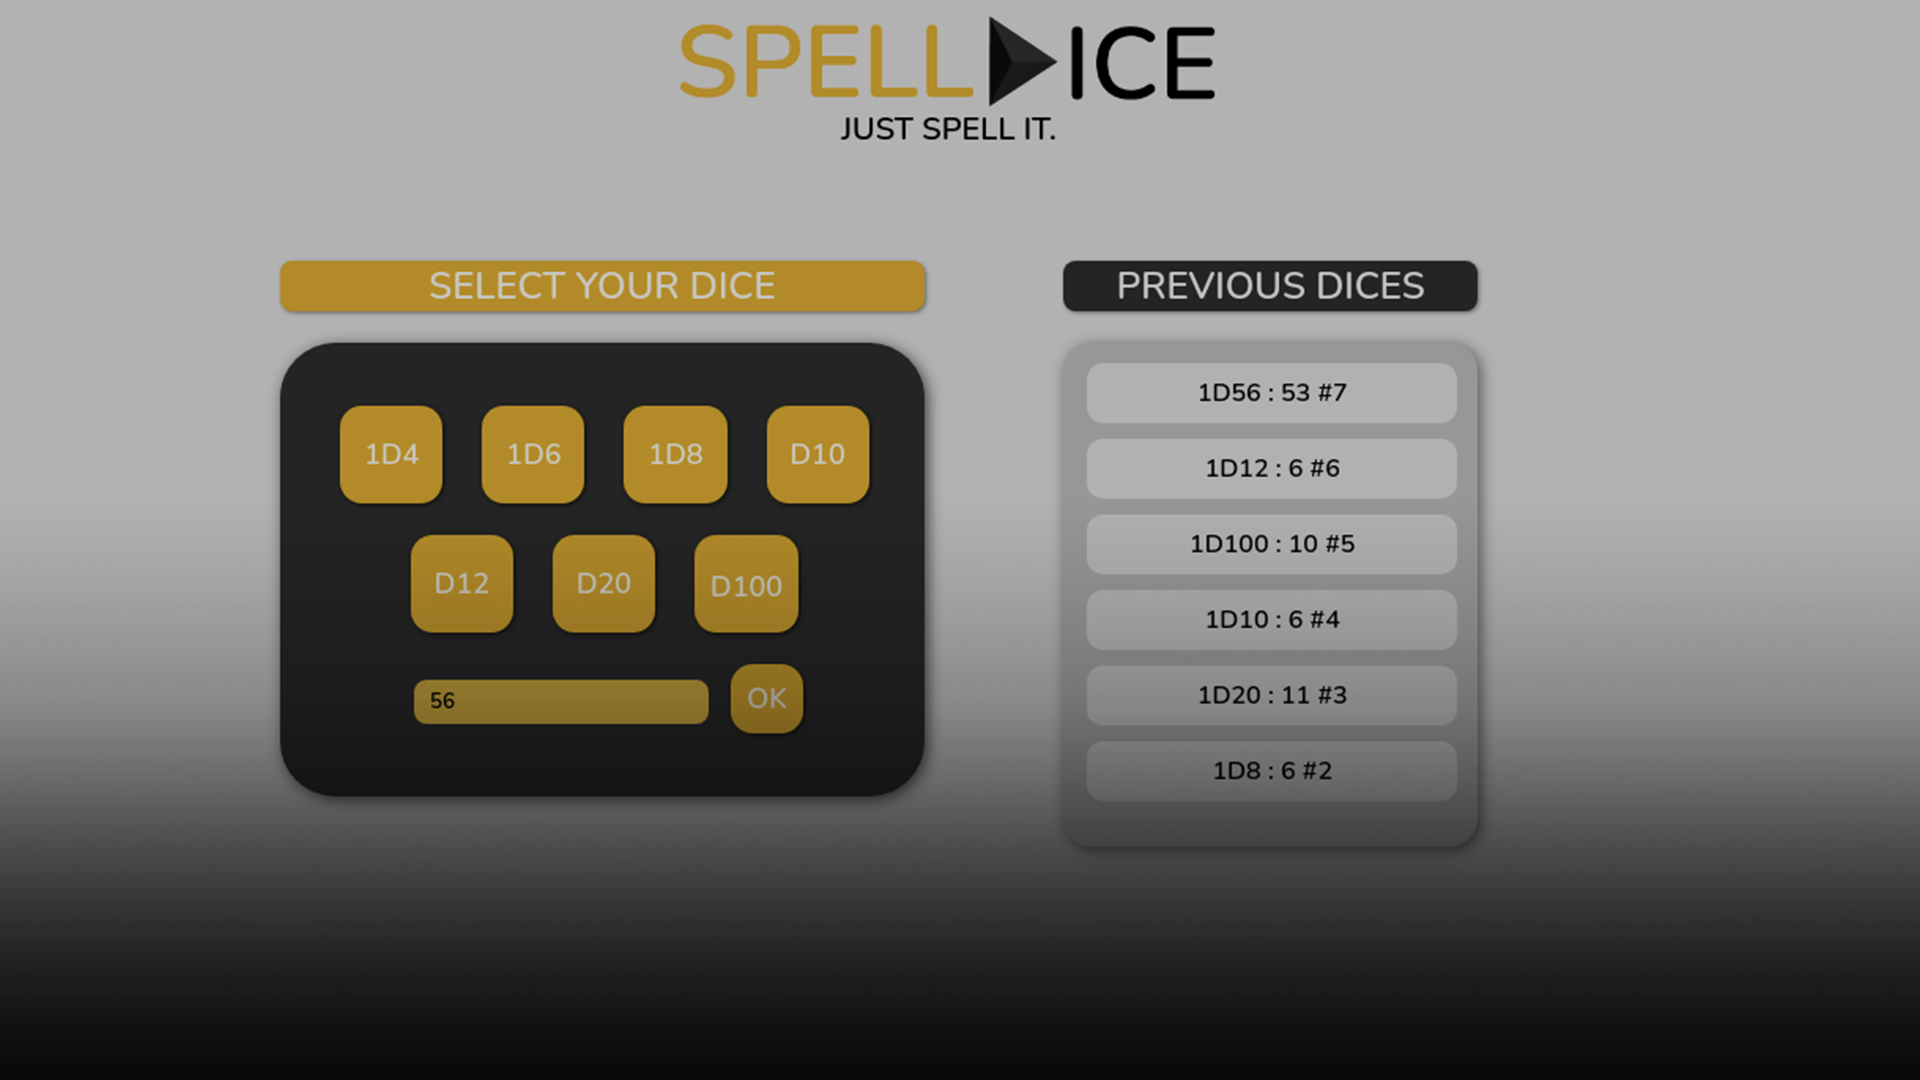 SPELL ICE
JUST SPELL IT.
SELECT YOUR DICE
1D4 1D6 1D8 D10
D12 D20 D100
56 OK
PREVIOUS DICES
1D56 : 53 #7
1D12 : 6 #6
1D100 : 10 #5
1D10 : 6 #4
1D20 : 11 #3
1D8 : 6 #2